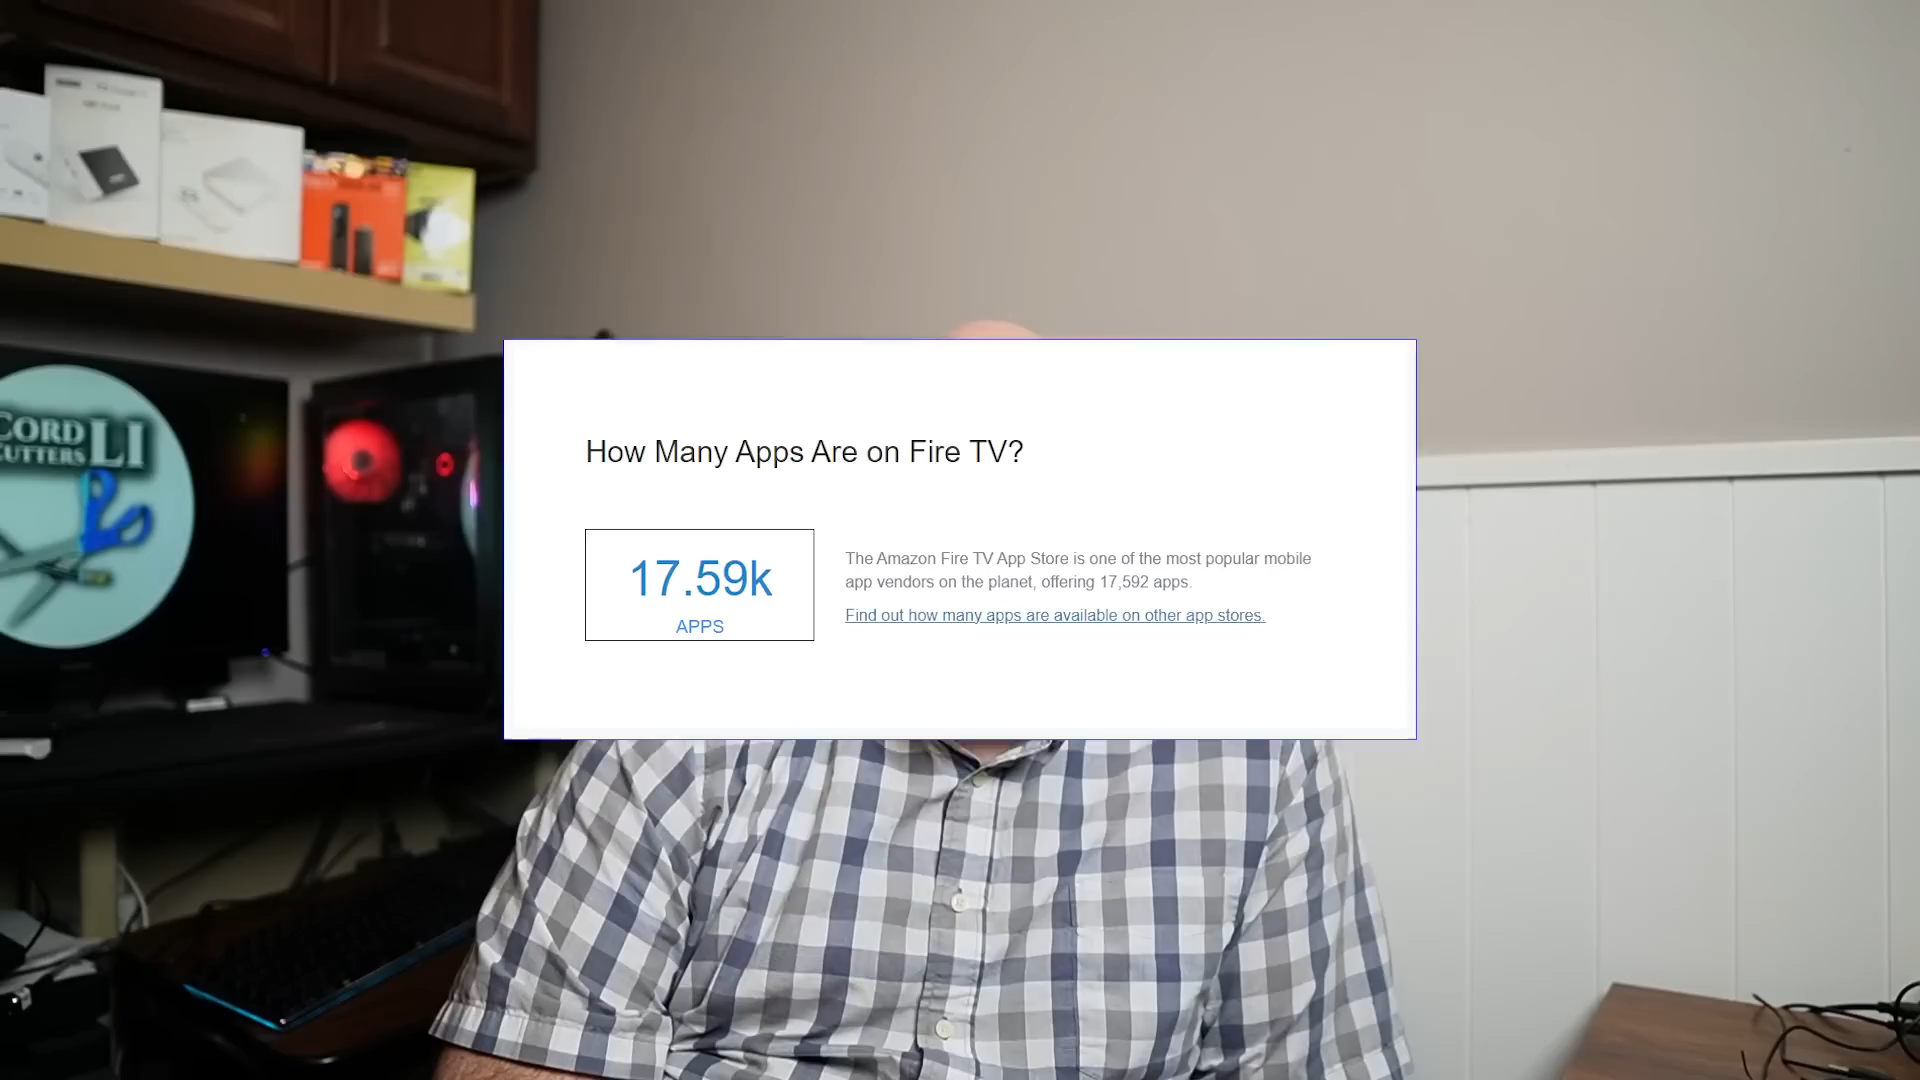 CORD LI
CUTTERS
How Many Apps Are on Fire TV?
17.59k
APPS
The Amazon Fire TV App Store is one of the most popular mobile
app vendors on the planet, offering 17,592 apps.
Find out how many apps are available on other app stores.